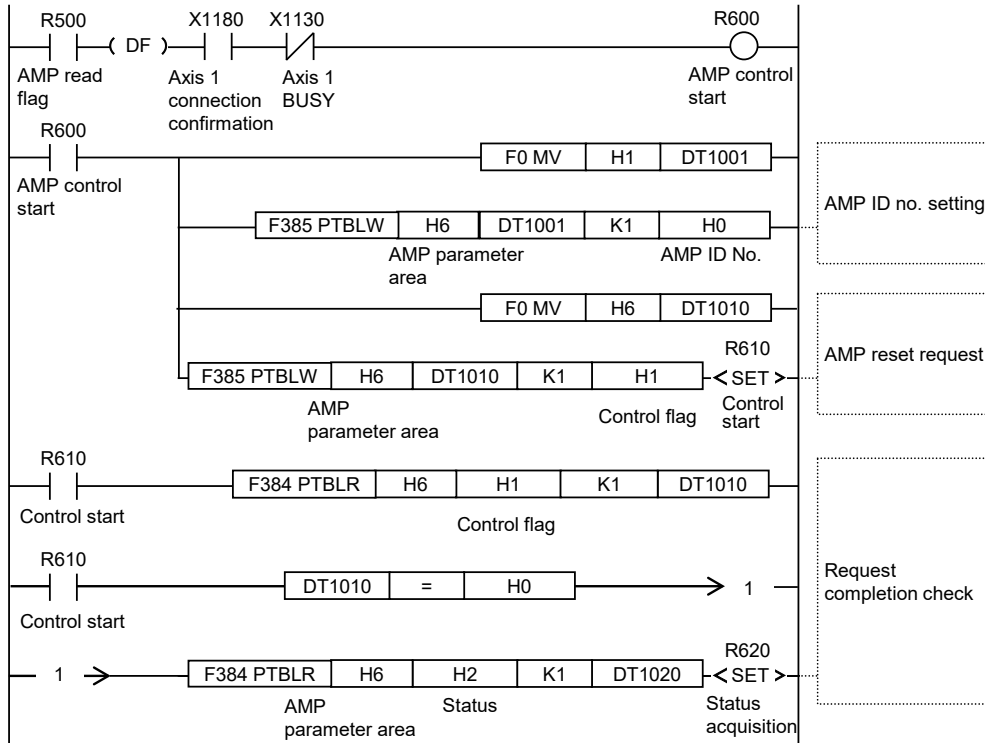 R500 X1180 X1130 R600
DF
AMP read flag
Axis 1 connection confirmation
Axis 1 BUSY
AMP control start
R600
F0 MV H1 DT1001
AMP control start
AMP ID no. setting
F385 PTBLW H6 DT1001 K1 H0
AMP parameter area
AMP ID No.
F0 MV H6 DT1010
R610
AMP reset request
F385 PTBLW H6 DT1010 K1 H1 SET
AMP parameter area
Control flag
Control start
R610
F384 PTBLR H6 H1 K1 DT1010
Control start
Control flag
R610
DT1010 = H0 1
Control start
Request completion check
R620
1 F384 PTBLR H6 H2 K1 DT1020 SET
AMP parameter area
Status
Status acquisition